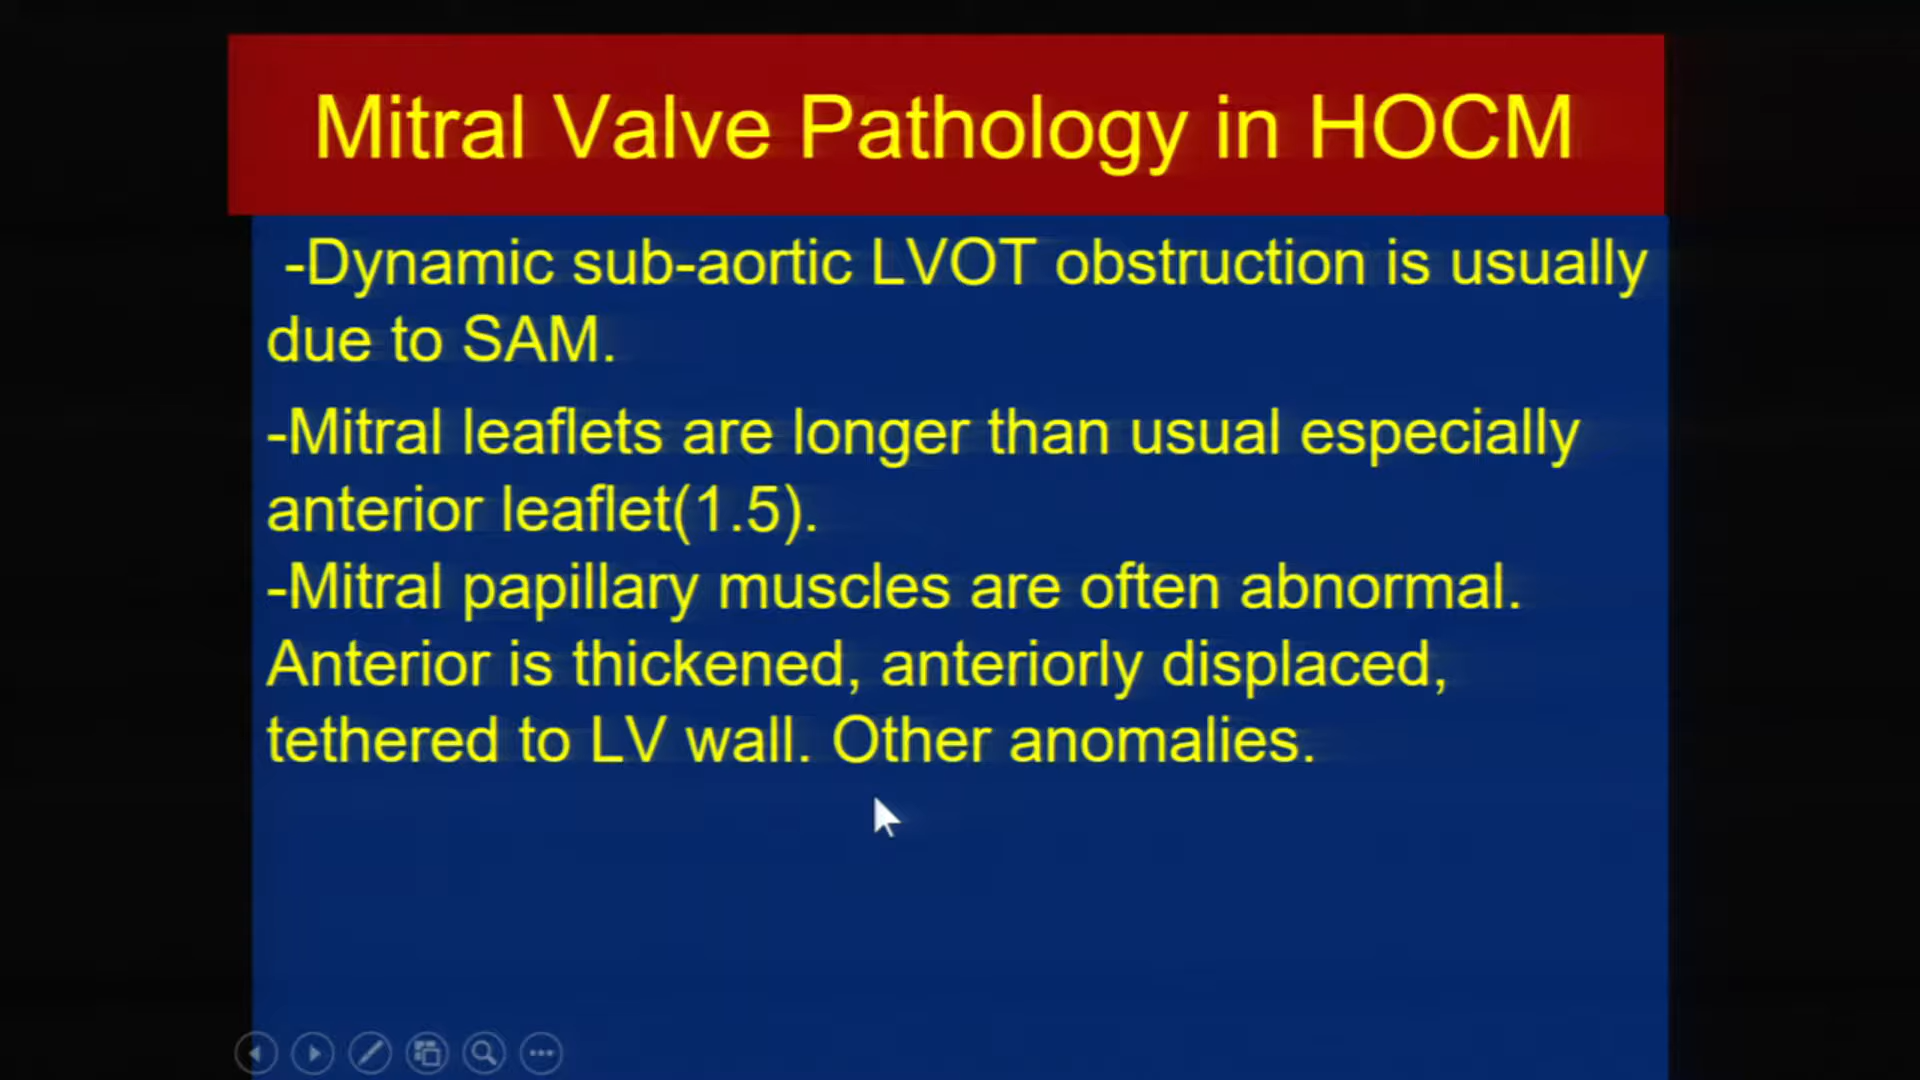 Mitral Valve Pathology in HOCM
-Dynamic sub-aortic LVOT obstruction is usually
due to SAM.
-Mitral leaflets are longer than usual especially
anterior leaflet(1.5).
-Mitral papillary muscles are often abnormal.
Anterior is thickened, anteriorly displaced,
tethered to LV wall. Other anomalies.